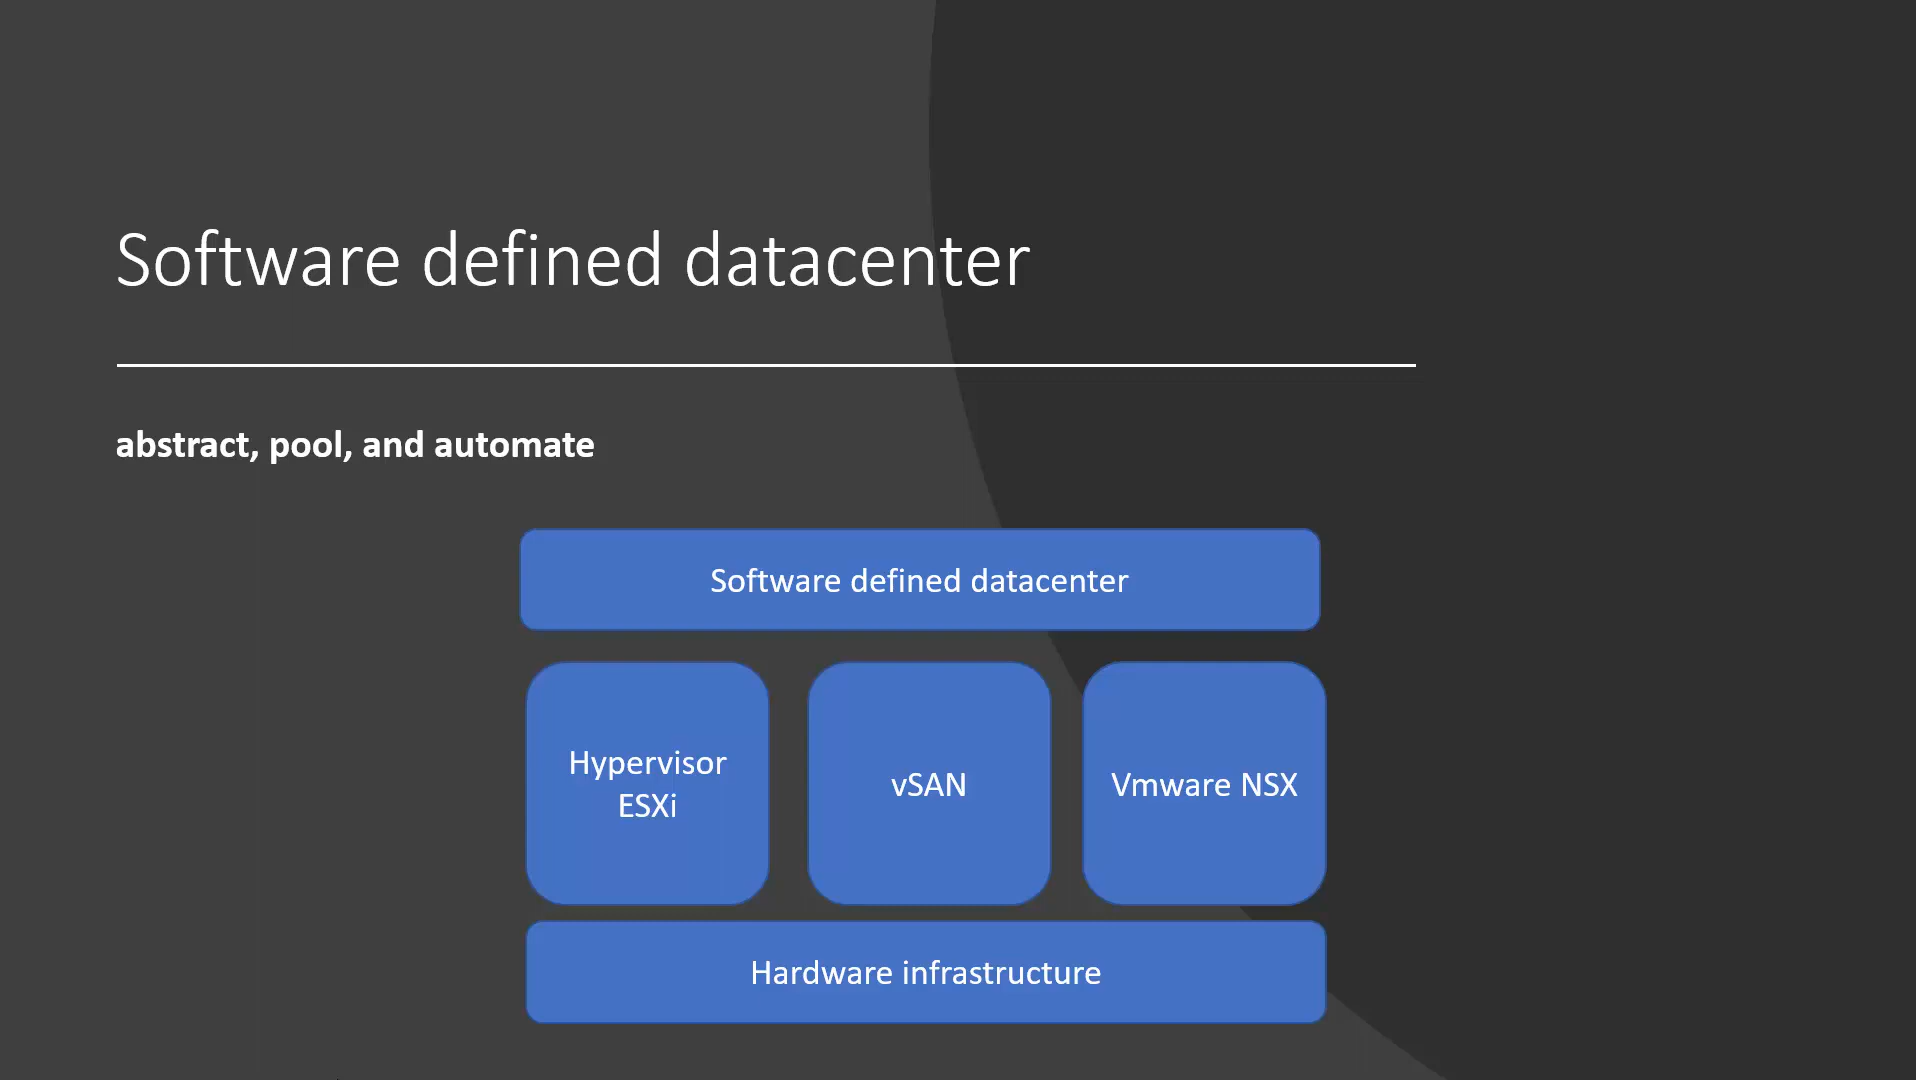 Software defined datacenter
abstract, pool, and automate
Software defined datacenter
Hypervisor
ESXi
vSAN
Vmware NSX
Hardware infrastructure